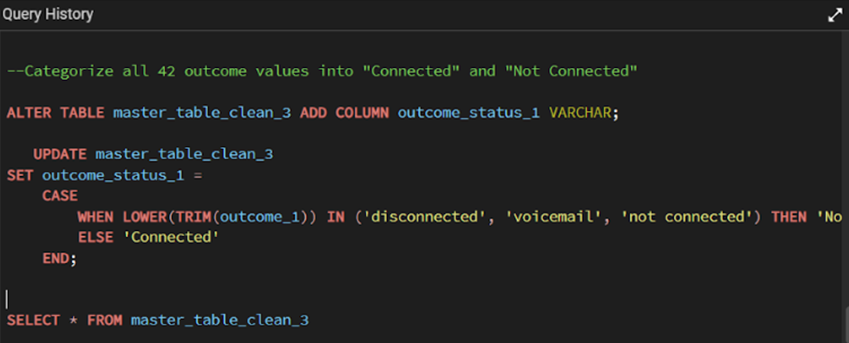 Query History
--Categorize all 42 outcome values into "Connected" and "Not Connected"
ALTER TABLE master_table_clean_3 ADD COLUMN outcome_status_1 VARCHAR;
UPDATE master_table_clean_3
SET outcome_status_1 =
CASE
WHEN LOWER(TRIM(outcome_1)) IN ('disconnected', 'voicemail', 'not connected') THEN 'No
ELSE 'Connected'
END;
SELECT * FROM master_table_clean_3